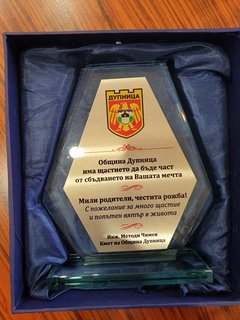 ДУПНИЦА
Община Дупница
има щастието да бъде част
от сбъдването на Вашата мечта
Мили родители, честита рожба!
С пожелание за много щастие
и попътен вятър в живота
Инж. Методи Чимев
Кмет на Община Дупница